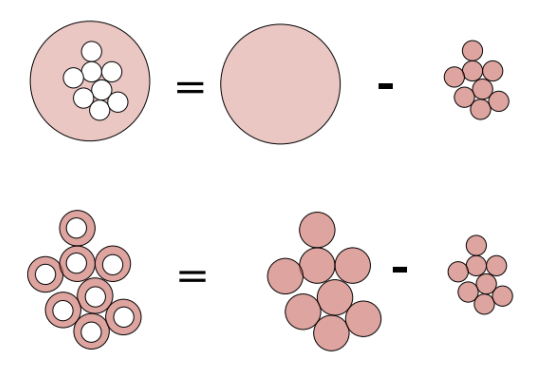 = -
= -